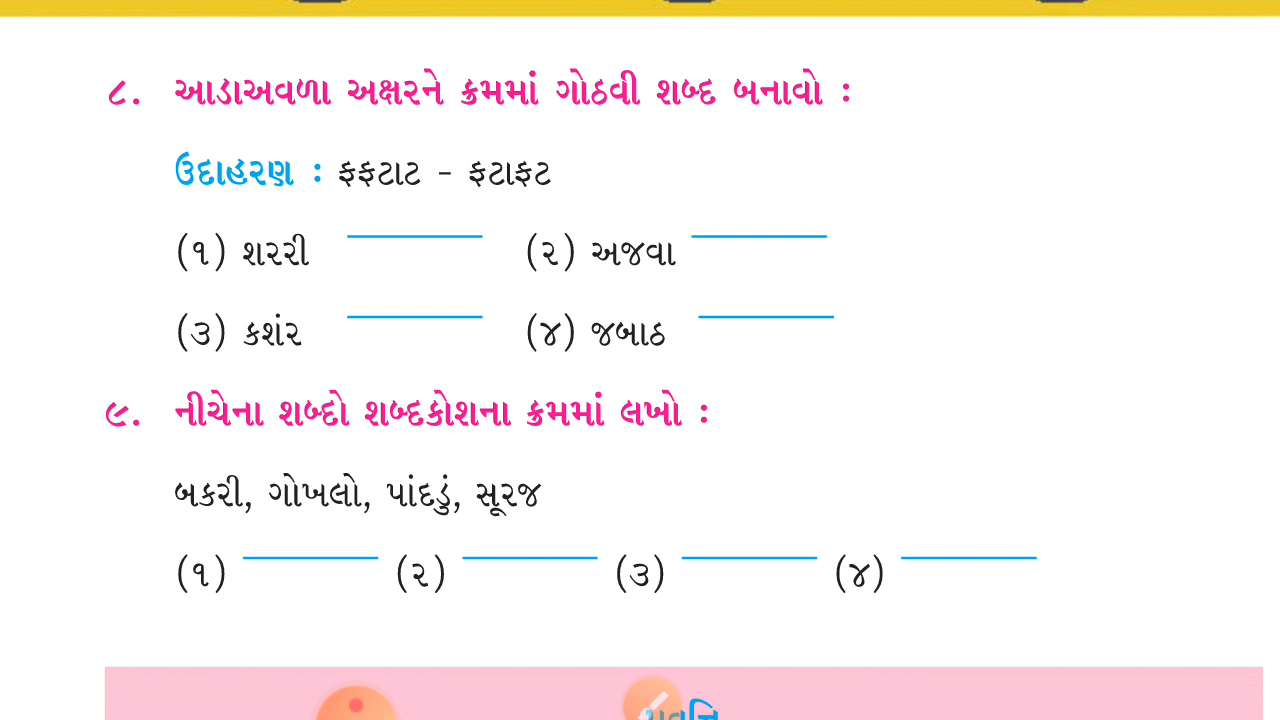 ૮. આડાઅવળા અક્ષરને ક્રમમાં ગોઠવી શબ્દ બનાવો :
ઉદાહરણ : ફફટાટ - ફટાફટ
(૧) શરરી (૨) અજવા
(૩) કશંર (૪) જબાઠ
૯. નીચેના શબ્દો શબ્દકોશના ક્રમમાં લખો :
બકરી, ગોખલો, પાંદડું, સૂરજ
(૧) (૨) (૩) (૪)